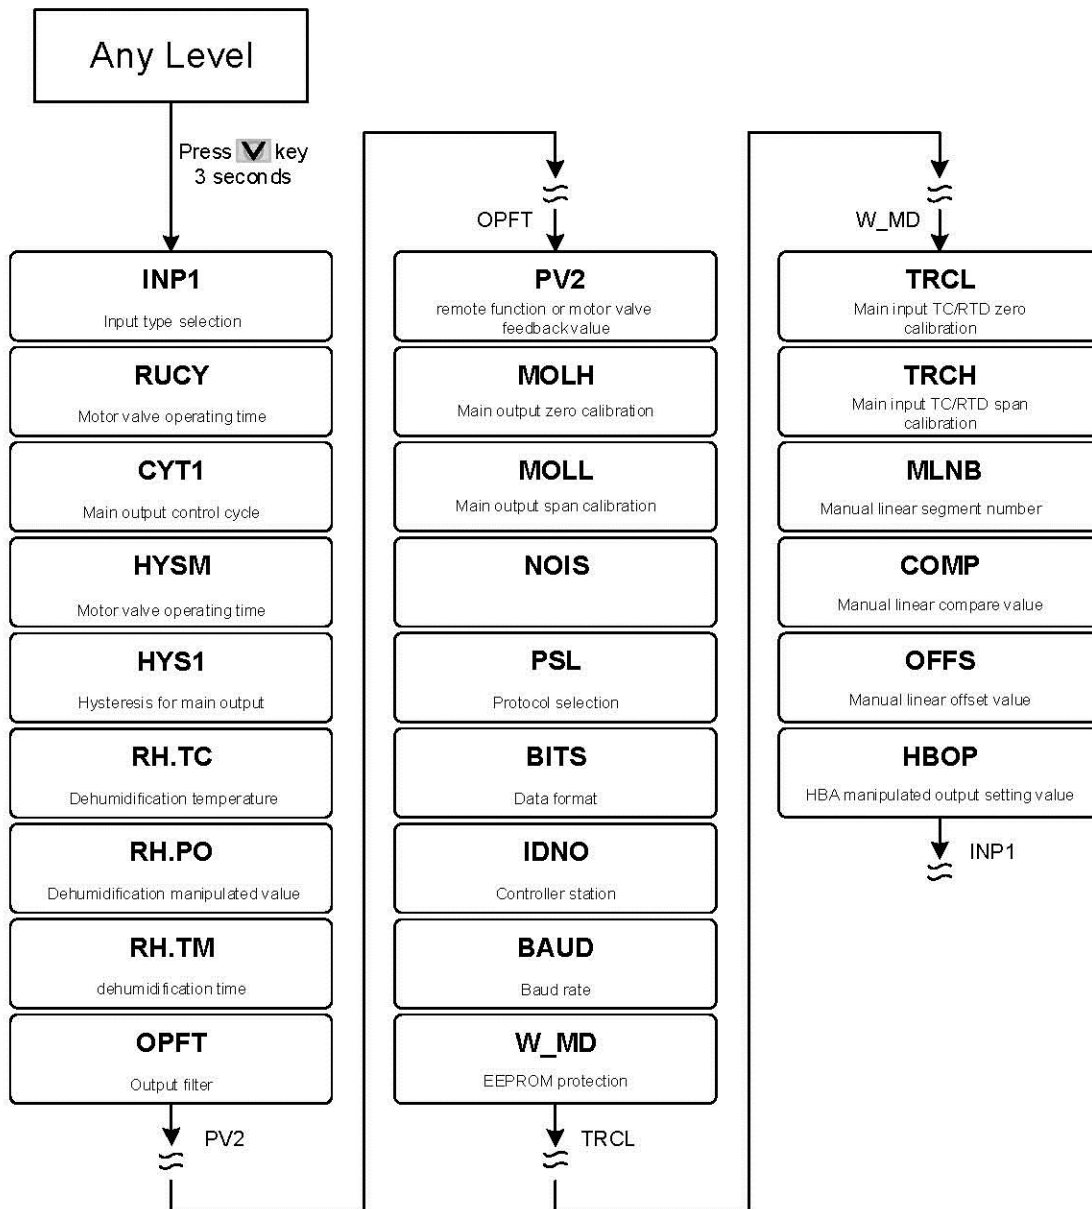 Any Level
Press V key
3 seconds
INP1
Input type selection
RUCY
Motor valve operating time
CYT1
Main output control cycle
HYSM
Motor valve operating time
HYS1
Hysteresis for main output
RH.TC
Dehumidification temperature
RH.PO
Dehumidification manipulated value
RH.TM
dehumidification time
OPFT
Output filter
PV2
OPFT
PV2
remote function or motor valve
feedback value
MOLH
Main output zero calibration
MOLL
Main output span calibration
NOIS
PSL
Protocol selection
BITS
Data format
IDNO
Controller station
BAUD
Baud rate
W_MD
EEPROM protection
TRCL
W_MD
TRCL
Main input TC/RTD zero
calibration
TRCH
Main input TC/RTD span
calibration
MLNB
Manual linear segment number
COMP
Manual linear compare value
OFFS
Manual linear offset value
HBOP
HBA manipulated output setting value
INP1